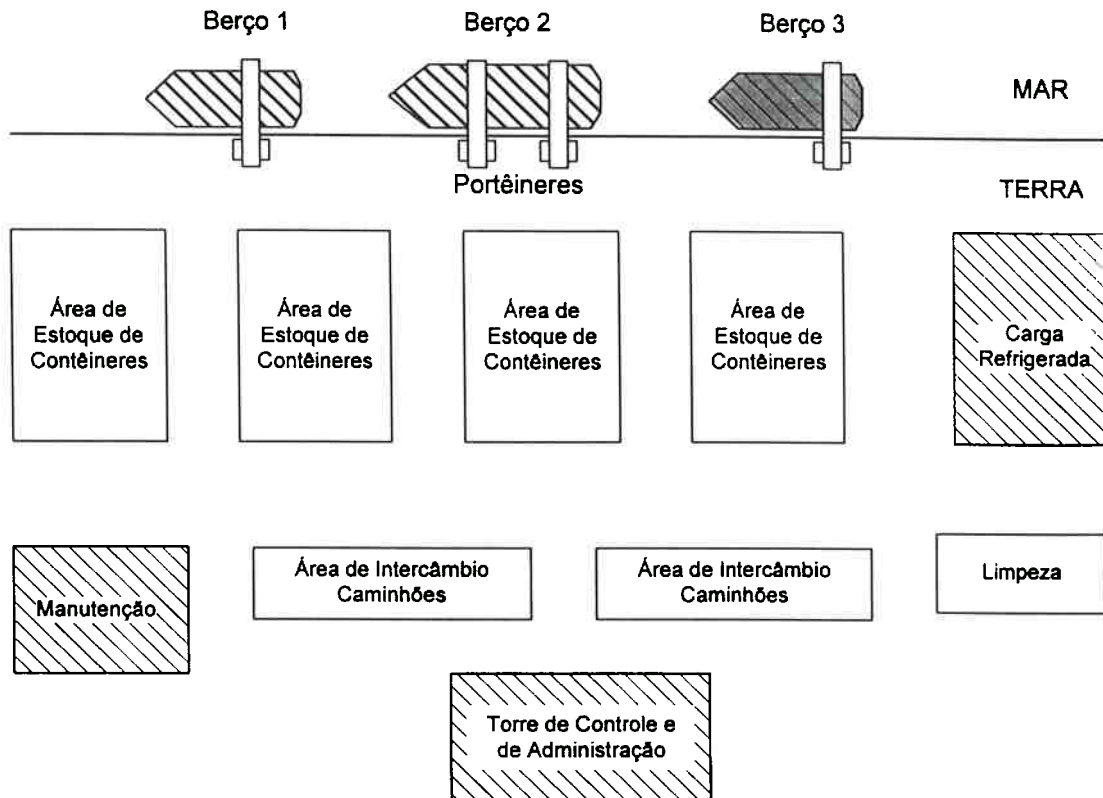 Berço 1
Berço 2
Berço 3
MAR
Portêineres
TERRA
Área de
Estoque de
Contêineres
Área de
Estoque de
Contêineres
Área de
Estoque de
Contêineres
Área de
Estoque de
Contêineres
Carga
Refrigerada
Manutenção
Área de Intercâmbio
Caminhões
Área de Intercâmbio
Caminhões
Limpeza
Torre de Controle e
de Administração